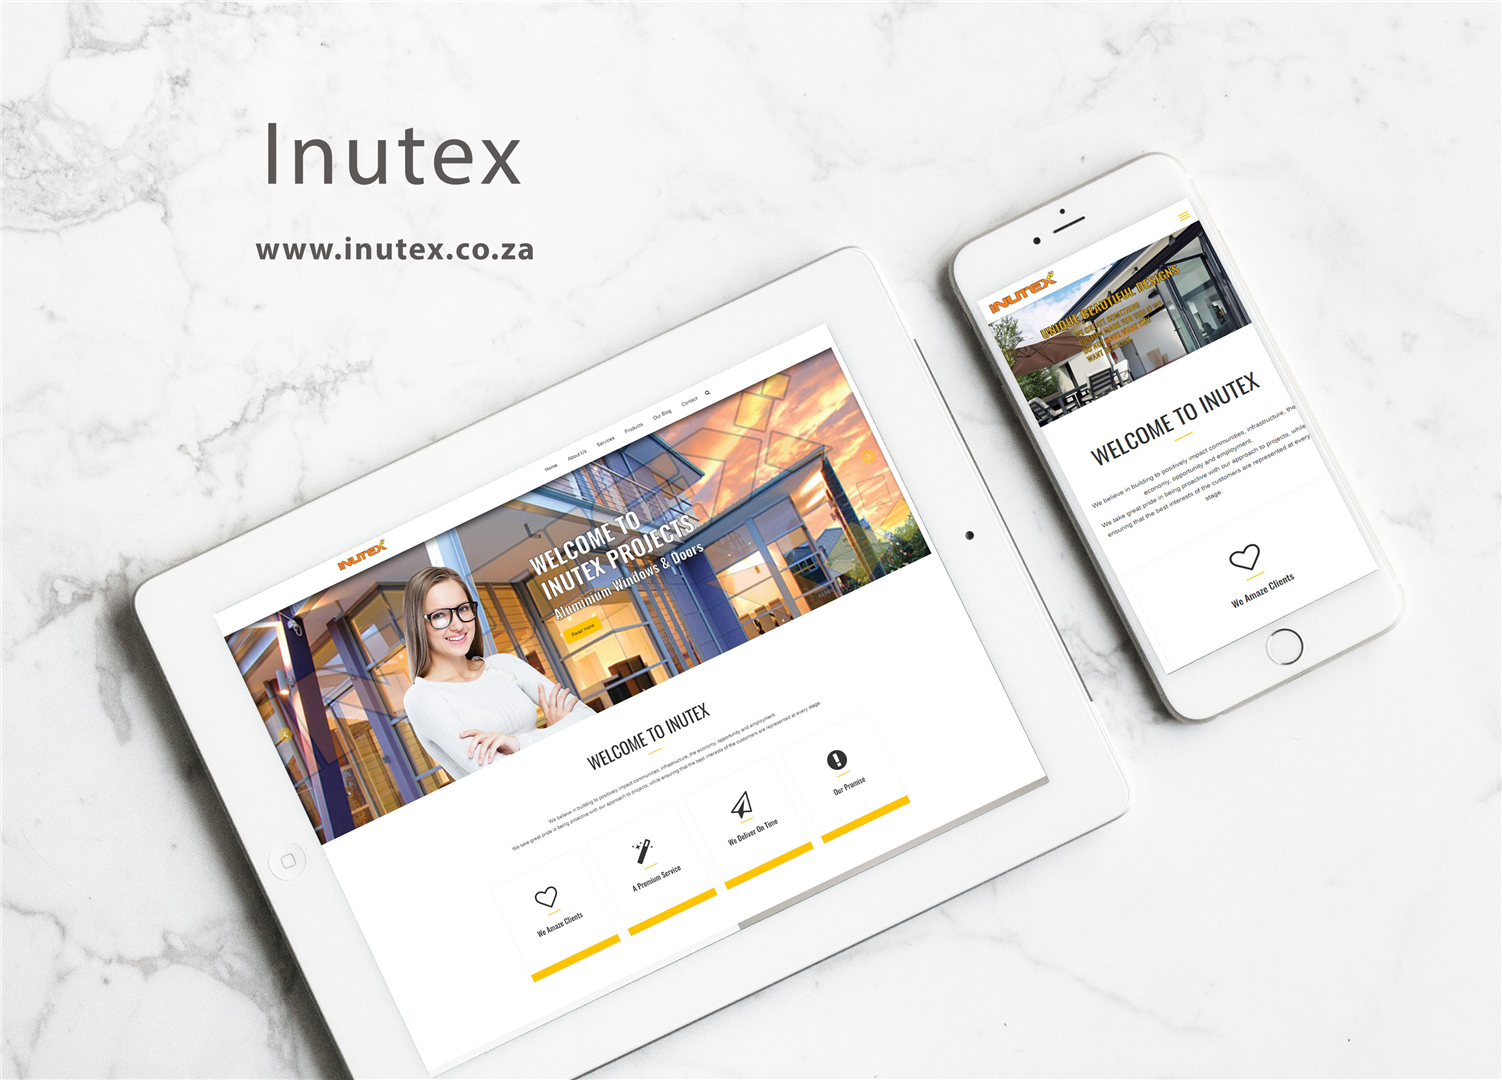 Inutex
www.inutex.co.za
INUTEX
Home About Us Services Products Our Blog Contact
WELCOME TO
INUTEX PROJECTS
Aluminium Windows & Doors
Read more
WELCOME TO INUTEX
We believe in building to positively impact communities, infrastructure, the economy, opportunity and employment.
We take great pride in being proactive with our approach to projects, while ensuring that the best interests of the customers are represented at every stage.
We Amaze Clients
A Premium Service
We Deliver On Time
Our Promise
INUTEX
UNIQUE BEAUTIFUL DESIGNS
WANT
WELCOME TO INUTEX
We believe in building to positively impact communities, infrastructure, the
economy, opportunity and employment.
We take great pride in being proactive with our approach to projects, while
ensuring that the best interests of the customers are represented at every
stage.
We Amaze Clients